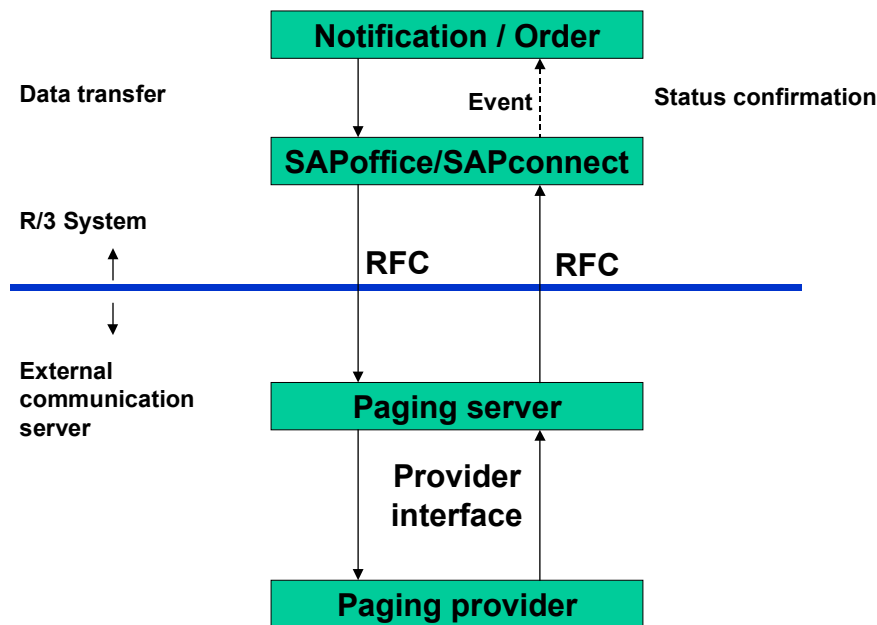 Notification / Order
Data transfer
Event
Status confirmation
SAPoffice/SAPconnect
R/3 System
RFC
RFC
External
communication
server
Paging server
Provider
interface
Paging provider